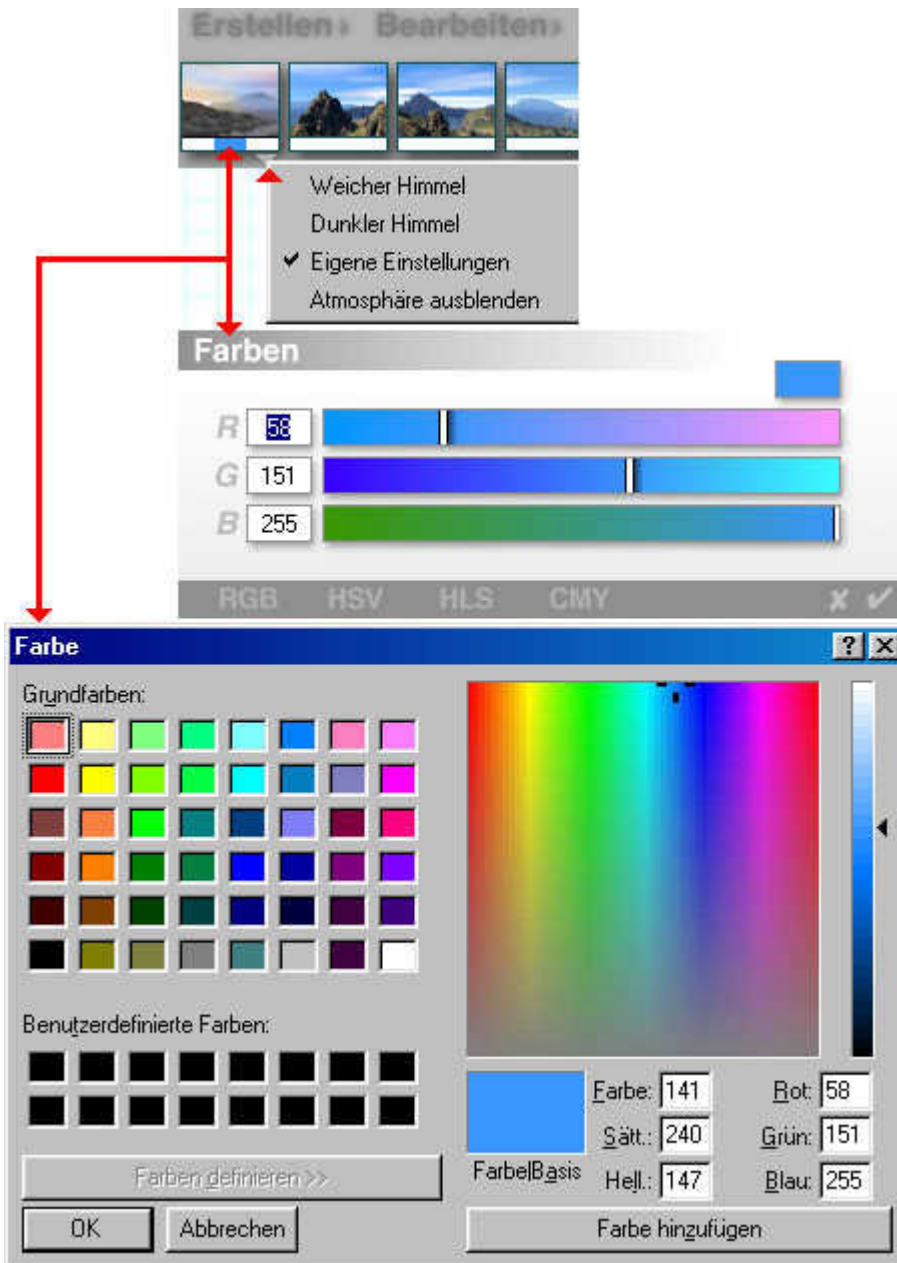 Erstellen Bearbeiten
Weicher Himmel
Dunkler Himmel
Eigene Einstellungen
Atmosphäre ausblenden
Farben
R 58
G 151
B 255
RGB HSV HLS CMY
Farbe
Grundfarben:
Benutzerdefinierte Farben:
Farben definieren >>
OK Abbrechen
Farbe|Basis
Farbe: 141 Rot: 58
Sätt.: 240 Grün: 151
Hell.: 147 Blau: 255
Farbe hinzufügen